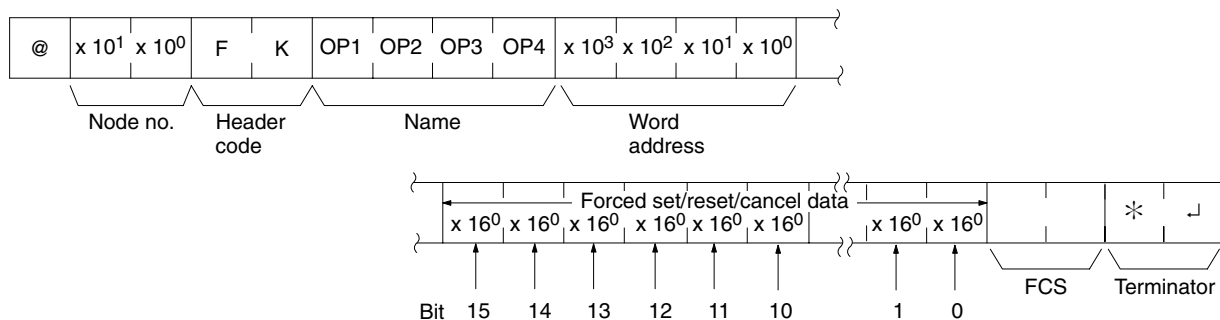 @ x 10¹ x 10⁰ F K OP1 OP2 OP3 OP4 x 10³ x 10² x 10¹ x 10⁰
Node no. Header code Name Word address
Forced set/reset/cancel data
x 16⁰ x 16⁰ x 16⁰ x 16⁰ x 16⁰ x 16⁰ x 16⁰ x 16⁰ * ↵
FCS Terminator
Bit 15 14 13 12 11 10 1 0